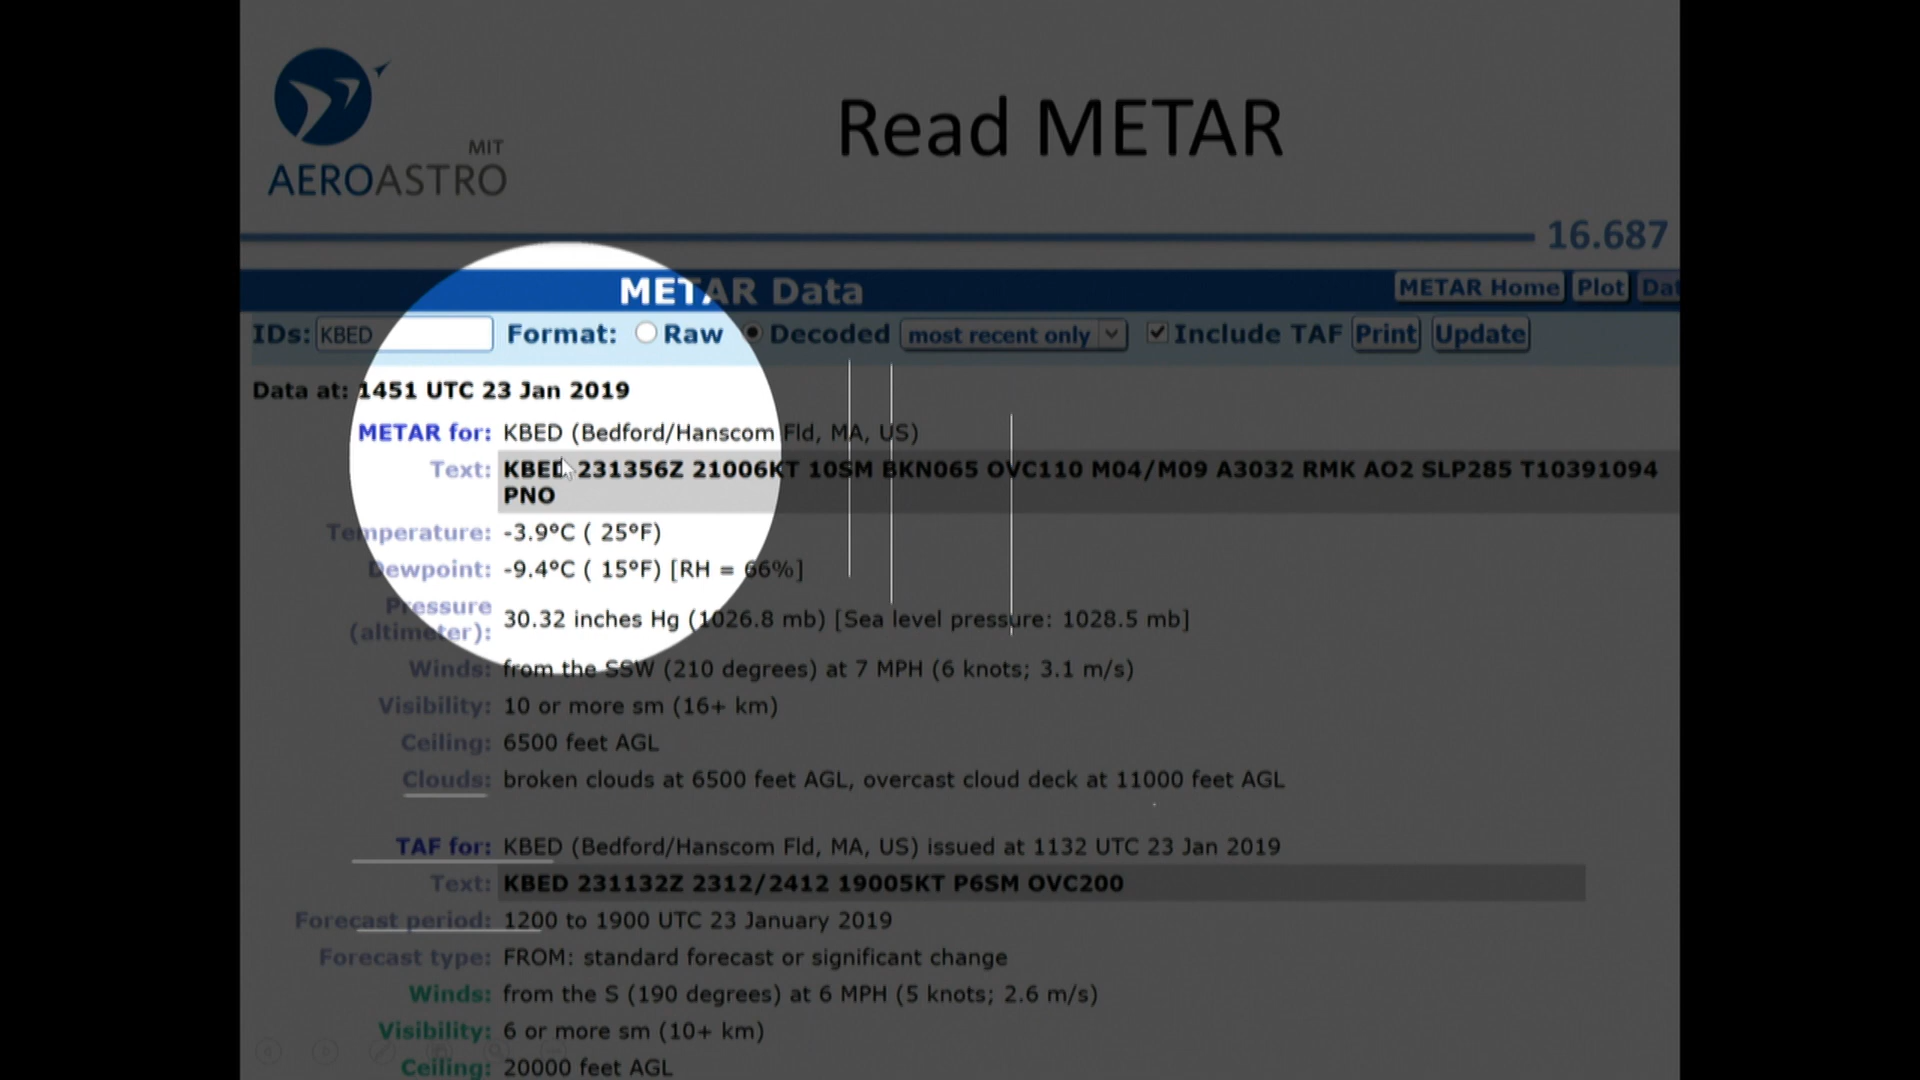 MIT
AEROASTRO
Read METAR
16.687
METAR Data METAR Home Plot Dat
IDs: KBED Format: Raw Decoded most recent only Include TAF Print Update
Data at: 1451 UTC 23 Jan 2019
METAR for: KBED (Bedford/Hanscom Fld, MA, US)
Text: KBED 231356Z 21006KT 10SM BKN065 OVC110 M04/M09 A3032 RMK AO2 SLP285 T10391094
PNO
Temperature: -3.9°C ( 25°F)
Dewpoint: -9.4°C ( 15°F) [RH = 66%]
Pressure
(altimeter): 30.32 inches Hg (1026.8 mb) [Sea level pressure: 1028.5 mb]
Winds: from the SSW (210 degrees) at 7 MPH (6 knots; 3.1 m/s)
Visibility: 10 or more sm (16+ km)
Ceiling: 6500 feet AGL
Clouds: broken clouds at 6500 feet AGL, overcast cloud deck at 11000 feet AGL
TAF for: KBED (Bedford/Hanscom Fld, MA, US) issued at 1132 UTC 23 Jan 2019
Text: KBED 231132Z 2312/2412 19005KT P6SM OVC200
Forecast period: 1200 to 1900 UTC 23 January 2019
Forecast type: FROM: standard forecast or significant change
Winds: from the S (190 degrees) at 6 MPH (5 knots; 2.6 m/s)
Visibility: 6 or more sm (10+ km)
Ceiling: 20000 feet AGL